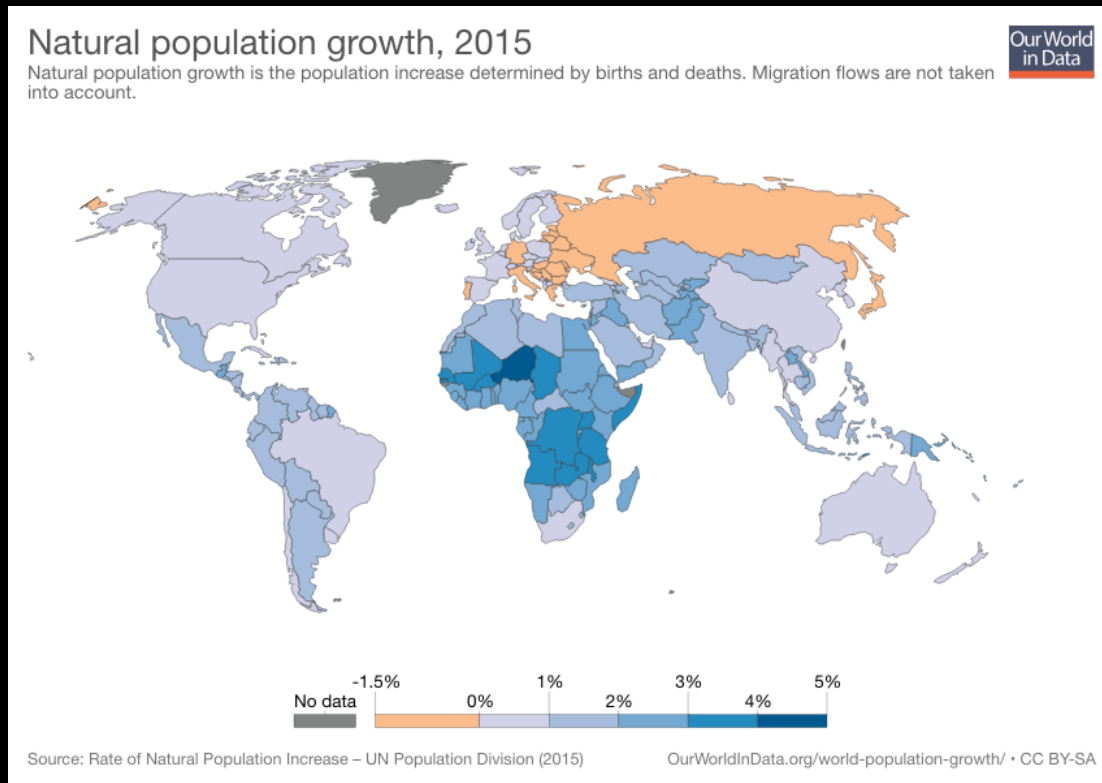 Natural population growth, 2015
Our World
in Data
Natural population growth is the population increase determined by births and deaths. Migration flows are not taken
into account.
-1.5% 1% 3% 5%
No data 0% 2% 4%
Source: Rate of Natural Population Increase – UN Population Division (2015) OurWorldInData.org/world-population-growth/ • CC BY-SA